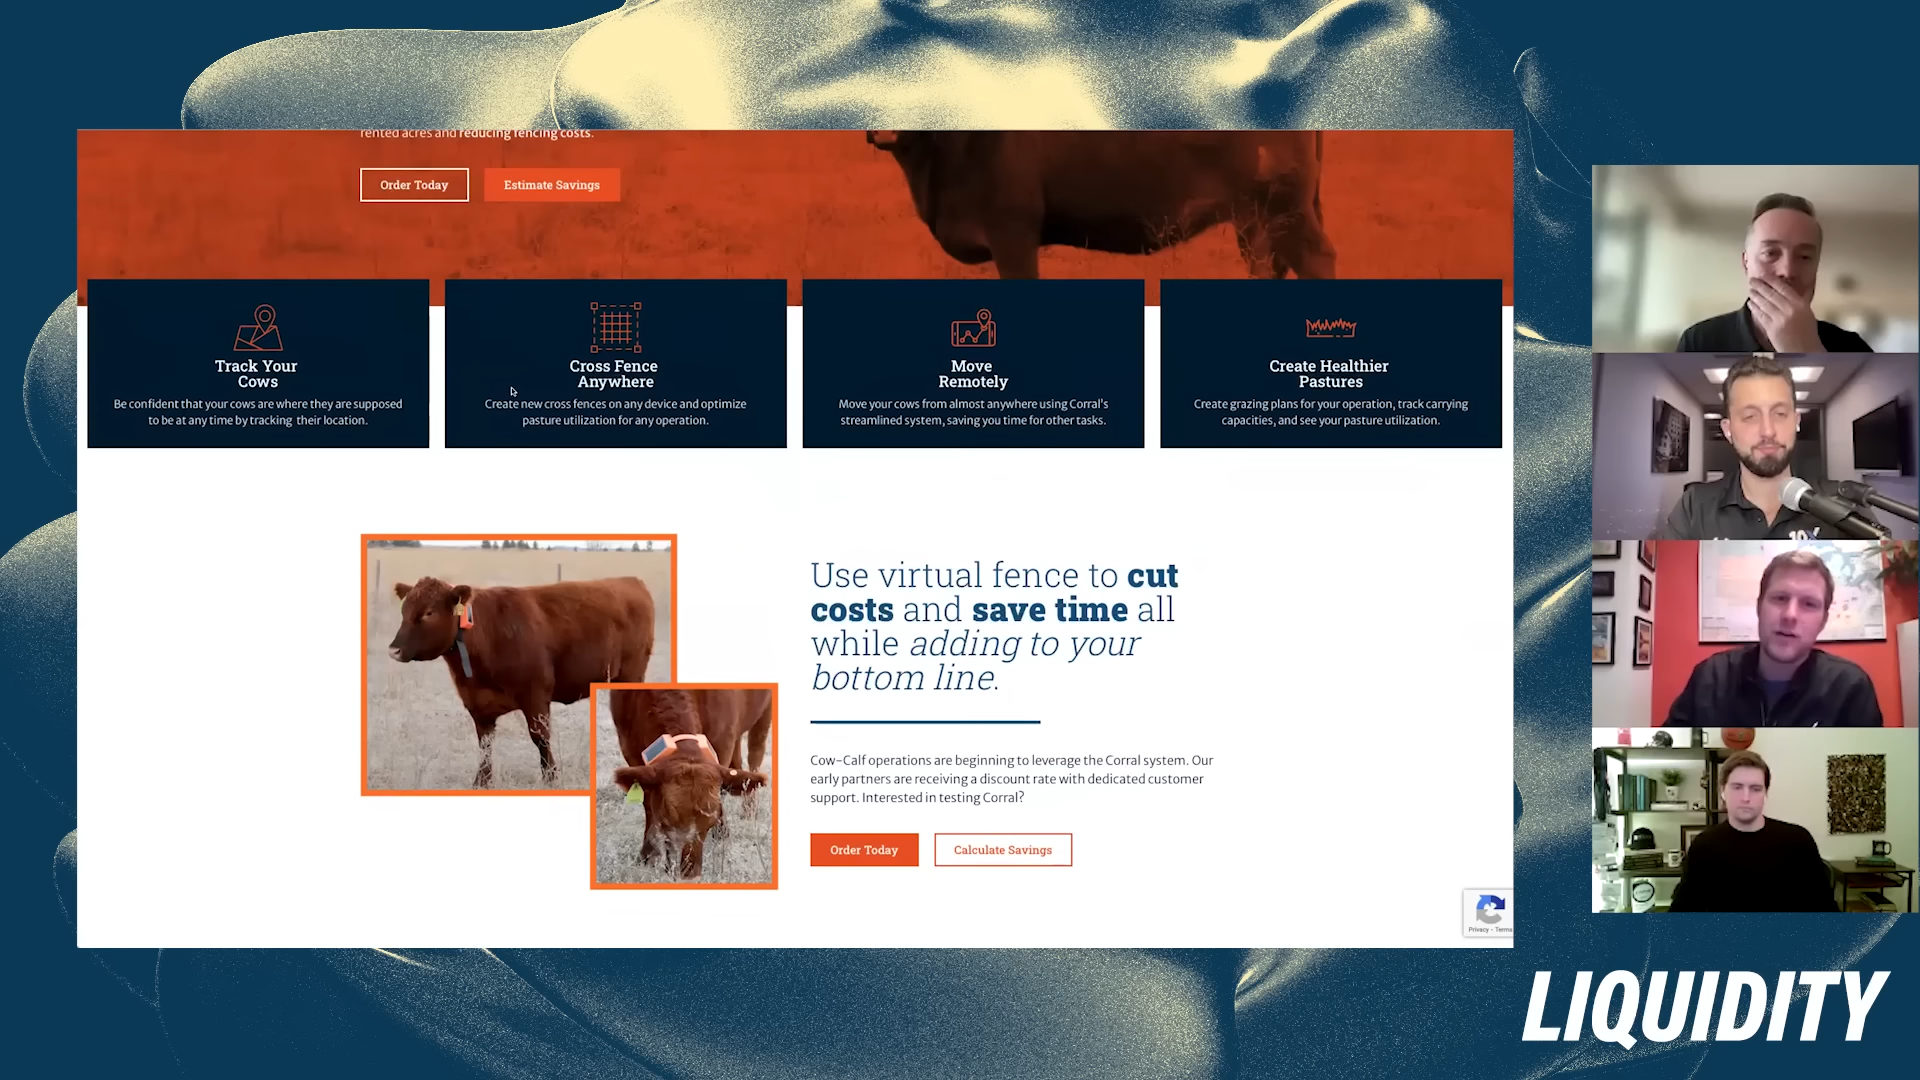 rented acres and reducing fencing costs.
Order Today
Estimate Savings
Track Your
Cows
Be confident that your cows are where they are supposed
to be at any time by tracking their location.
Cross Fence
Anywhere
Create new cross fences on any device and optimize
pasture utilization for any operation.
Move
Remotely
Move your cows from almost anywhere using Corral's
streamlined system, saving you time for other tasks.
Create Healthier
Pastures
Create grazing plans for your operation, track carrying
capacities, and see your pasture utilization.
Use virtual fence to cut
costs and save time all
while adding to your
bottom line.
Cow-Calf operations are beginning to leverage the Corral system. Our
early partners are receiving a discount rate with dedicated customer
support. Interested in testing Corral?
Order Today
Calculate Savings
Privacy - Terms
10X
LIQUIDITY